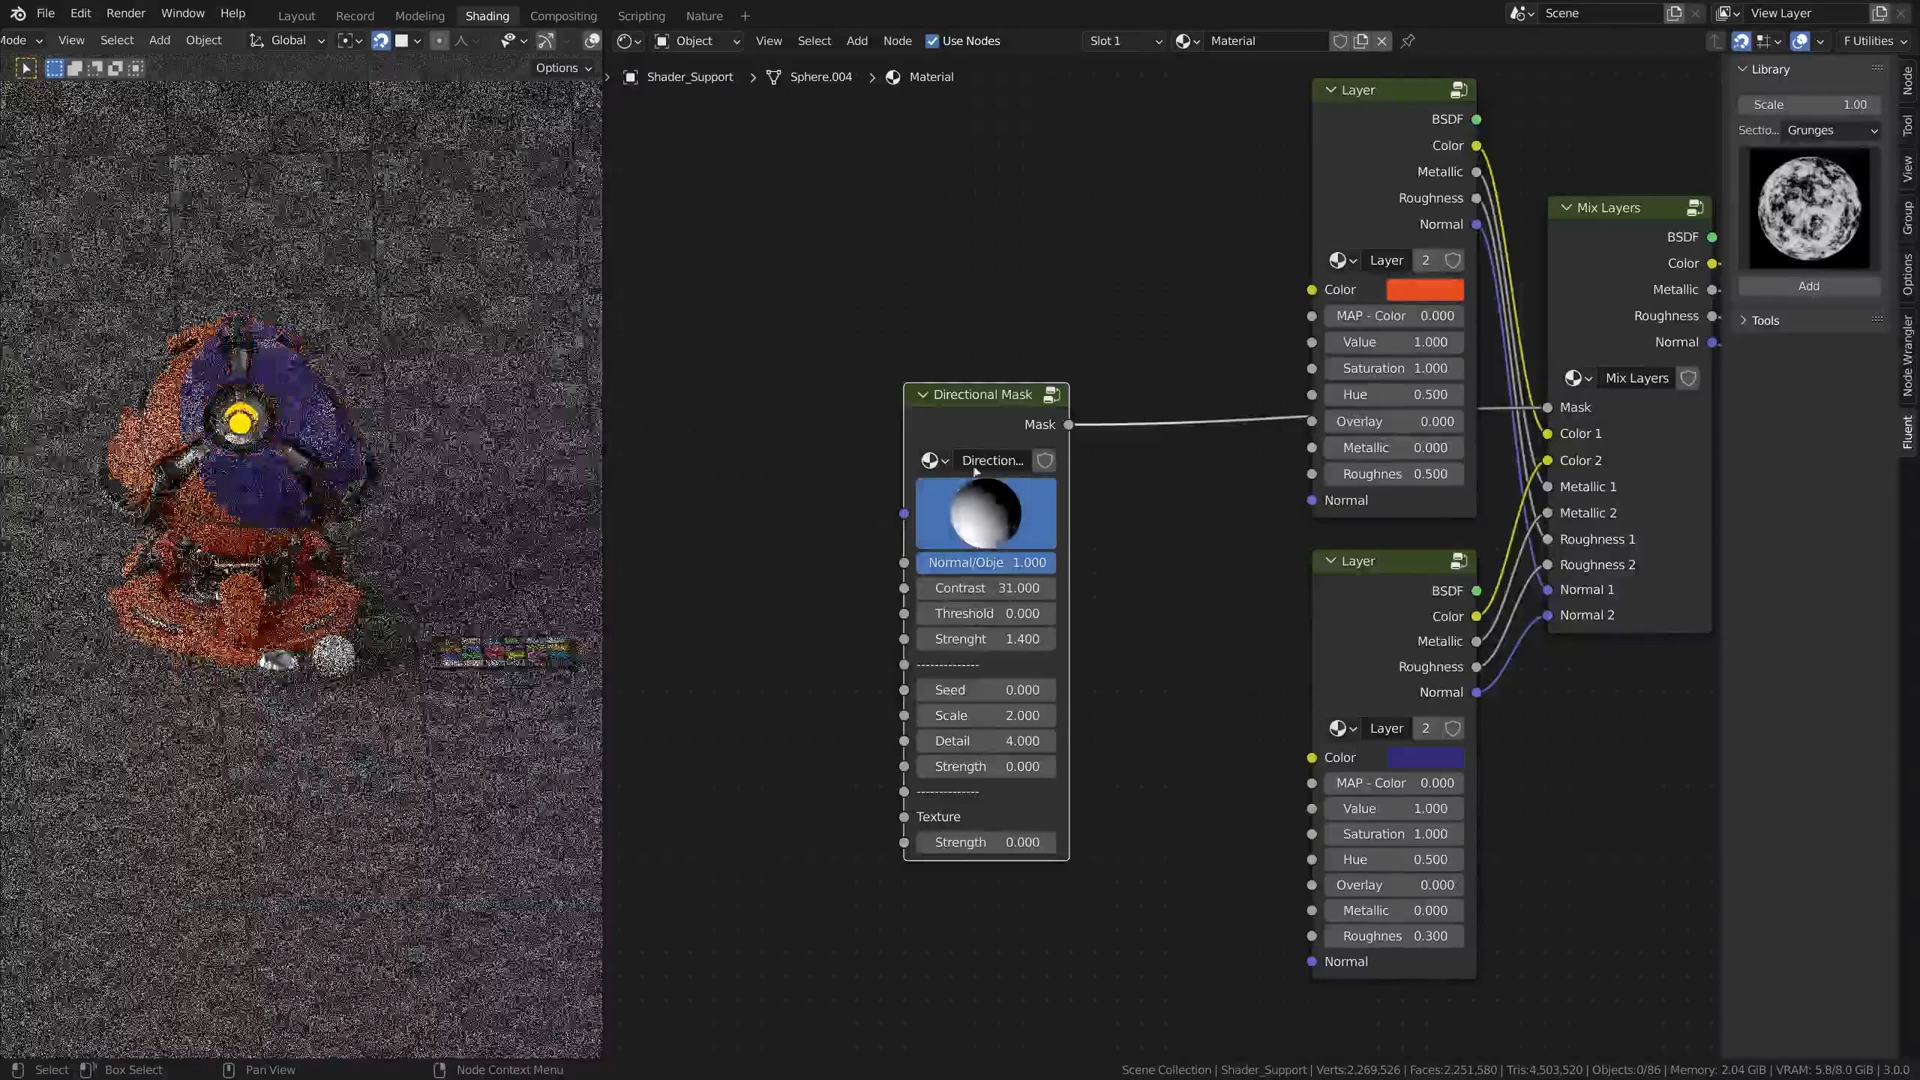 File Edit Render Window Help Layout Record Modeling Shading Compositing Scripting Nature + Scene View Layer
Mode View Select Add Object Global Object View Select Add Node Use Nodes Slot 1 Material F Utilities
Options
Shader_Support > Sphere.004 > Material
Directional Mask
Mask
Direction...
Normal/Obje 1.000
Contrast 31.000
Threshold 0.000
Strenght 1.400
--------------
Seed 0.000
Scale 2.000
Detail 4.000
Strength 0.000
--------------
Texture
Strength 0.000
Layer
BSDF
Color
Metallic
Roughness
Normal
Layer 2
Color
MAP - Color 0.000
Value 1.000
Saturation 1.000
Hue 0.500
Overlay 0.000
Metallic 0.000
Roughnes 0.500
Normal
Layer
BSDF
Color
Metallic
Roughness
Normal
Layer 2
Color
MAP - Color 0.000
Value 1.000
Saturation 1.000
Hue 0.500
Overlay 0.000
Metallic 0.000
Roughnes 0.300
Normal
Mix Layers
BSDF
Color
Metallic
Roughness
Normal
Mix Layers
Mask
Color 1
Color 2
Metallic 1
Metallic 2
Roughness 1
Roughness 2
Normal 1
Normal 2
Library
Scale 1.00
Sectio... Grunges
Add
Tools
Node
Tool
View
Group
Options
Node Wrangler
Fluent
Select Box Select Pan View Node Context Menu
Scene Collection | Shader_Support | Verts:2,269,526 | Faces:2,251,580 | Tris:4,503,520 | Objects:0/86 | Memory: 2.04 GiB | VRAM: 5.8/8.0 GiB | 3.0.0